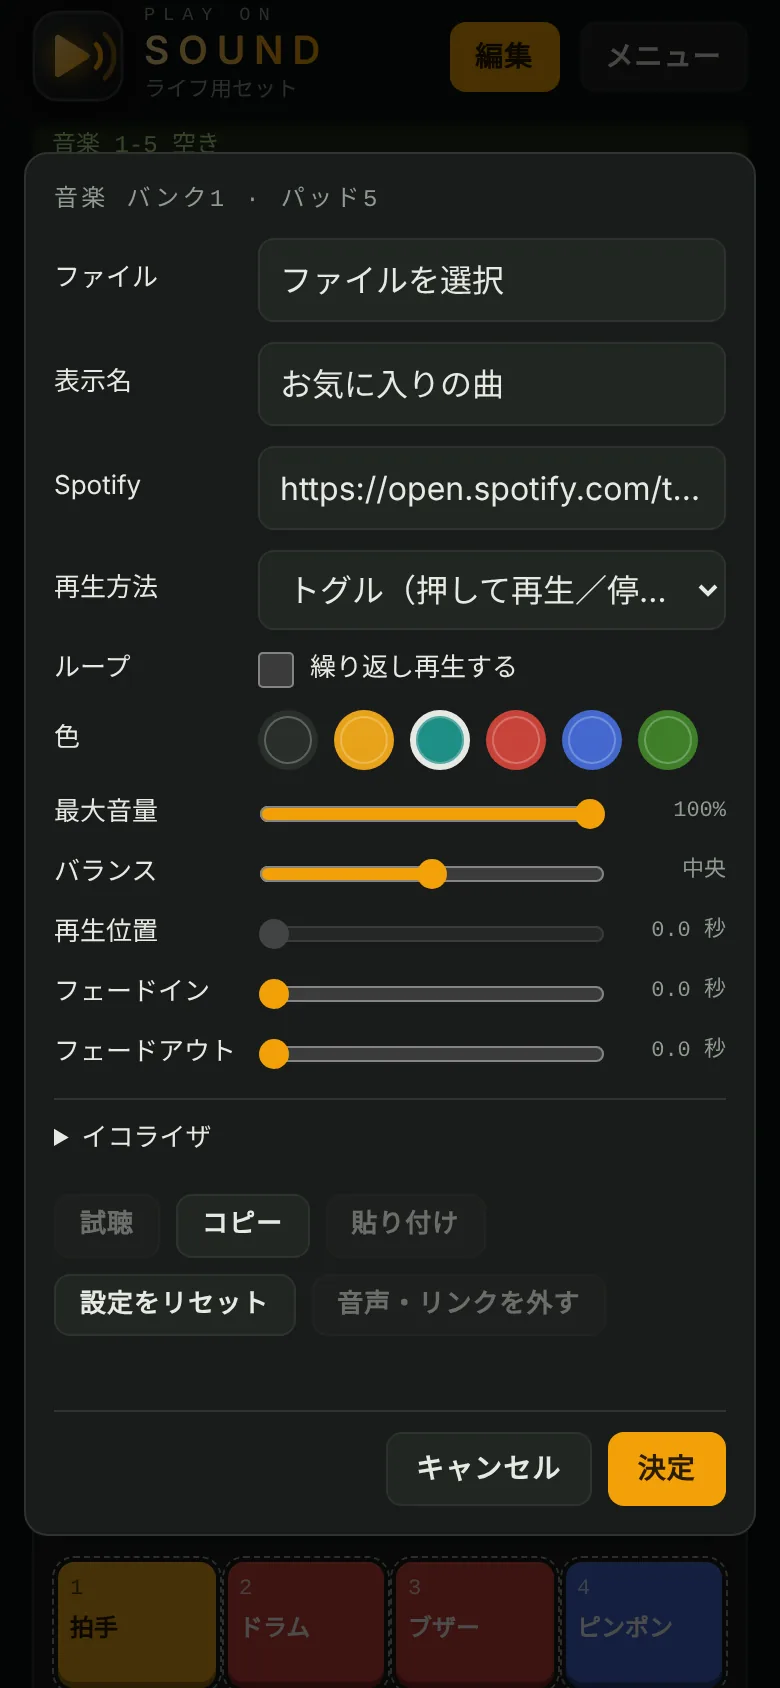 PLAY ON
SOUND
ライフ用セット
編集
メニュー
音楽 1-5 空き
音楽 バンク1 · パッド5
ファイル
ファイルを選択
表示名
お気に入りの曲
Spotify
https://open.spotify.com/t…
再生方法
トグル（押して再生／停…
ループ
繰り返し再生する
色
最大音量
100%
バランス
中央
再生位置
0.0 秒
フェードイン
0.0 秒
フェードアウト
0.0 秒
イコライザ
試聴
コピー
貼り付け
設定をリセット
音声・リンクを外す
キャンセル
決定
1
拍手
2
ドラム
3
ブザー
4
ピンポン